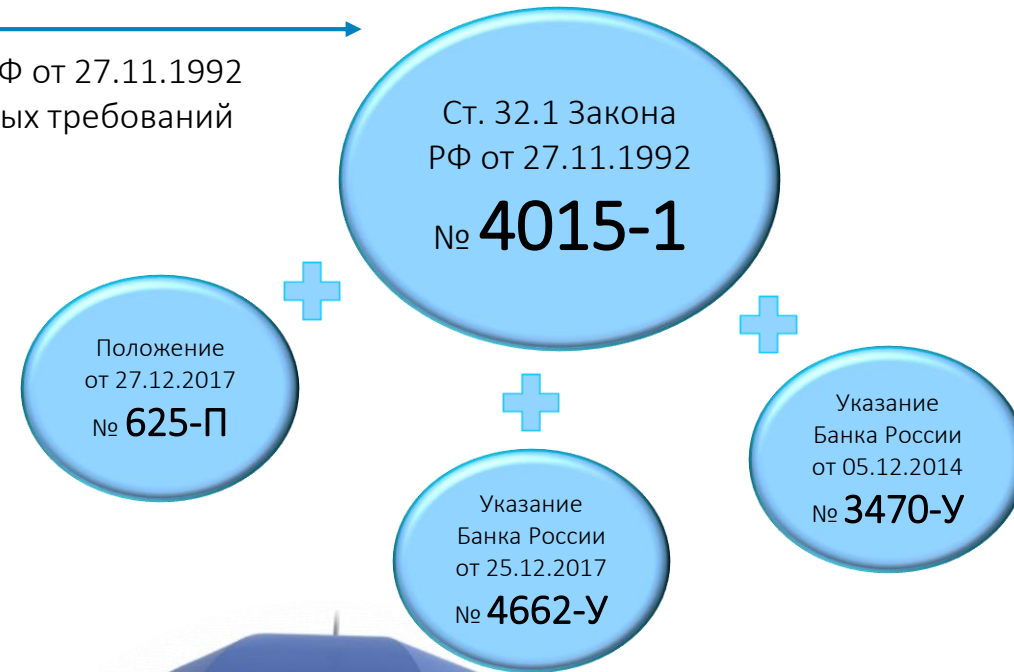 Ф от 27.11.1992
ых требований
Ст. 32.1 Закона
РФ от 27.11.1992
№ 4015-1
Положение
от 27.12.2017
№ 625-П
Указание
Банка России
от 25.12.2017
№ 4662-У
Указание
Банка России
от 05.12.2014
№ 3470-У